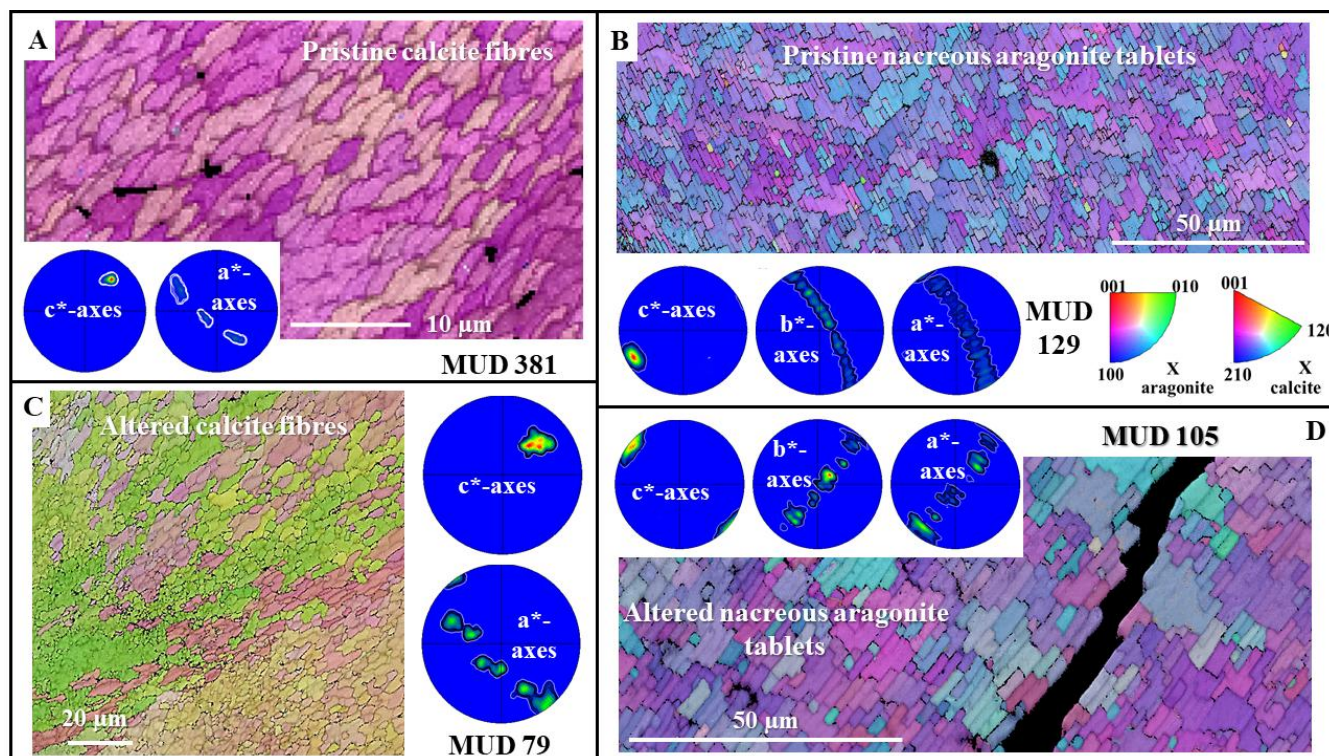 A
Pristine calcite fibres
c*-axes
a*-
axes
10 µm
MUD 381
B
Pristine nacreous aragonite tablets
50 µm
c*-axes
b*-
axes
a*-
axes
MUD
129
001
010
100
X
aragonite
001
120
210
X
calcite
C
Altered calcite fibres
c*-axes
a*-
axes
20 µm
MUD 79
D
MUD 105
c*-axes
b*-
axes
a*-
axes
Altered nacreous aragonite
tablets
50 µm